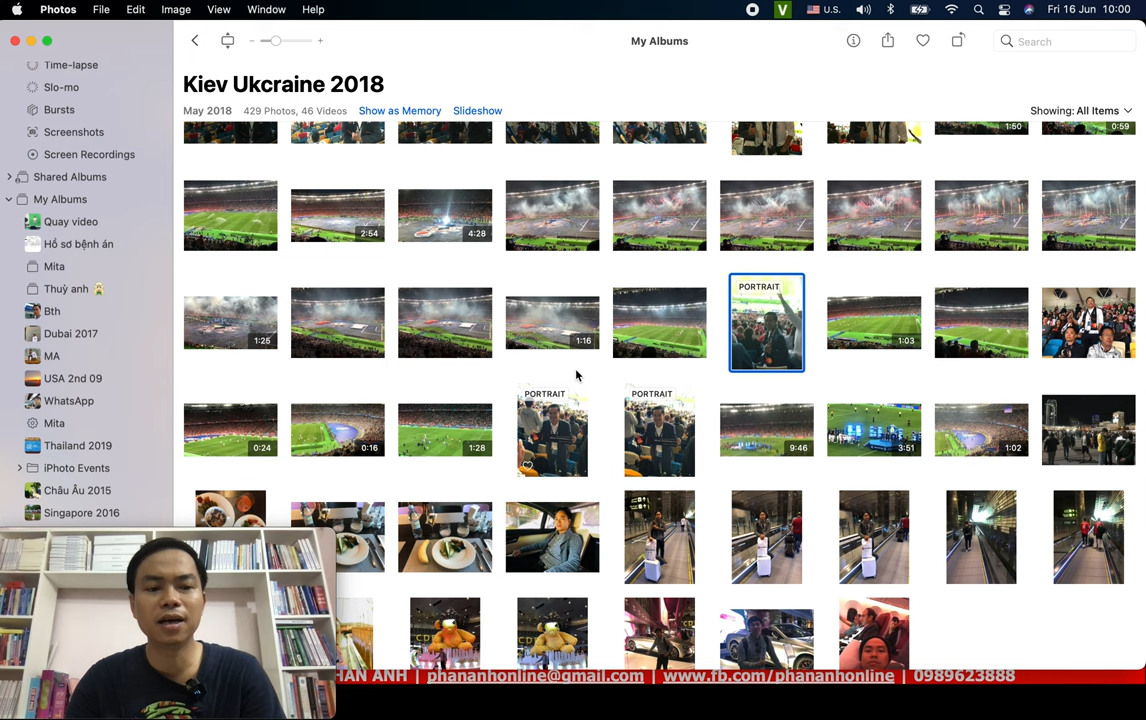 Photos File Edit Image View Window Help V U.S. Fri 16 Jun 10:00
My Albums
Search
Time-lapse
Slo-mo
Bursts
Screenshots
Screen Recordings
Shared Albums
My Albums
Quay video
Hồ sơ bệnh án
Mita
Thuỳ anh
Bth
Dubai 2017
MA
USA 2nd 09
WhatsApp
Mita
Thailand 2019
iPhoto Events
Châu Âu 2015
Singapore 2016
Kiev Ukcraine 2018
May 2018 429 Photos, 46 Videos Show as Memory Slideshow
Showing: All Items
1:50 0:59
2:54 4:28
PORTRAIT
1:25 1:16 1:03
PORTRAIT PORTRAIT
0:24 0:16 1:28 9:46 3:51 1:02
HAN ANH | phananhonline@gmail.com | www.fb.com/phananhonline | 0989623888